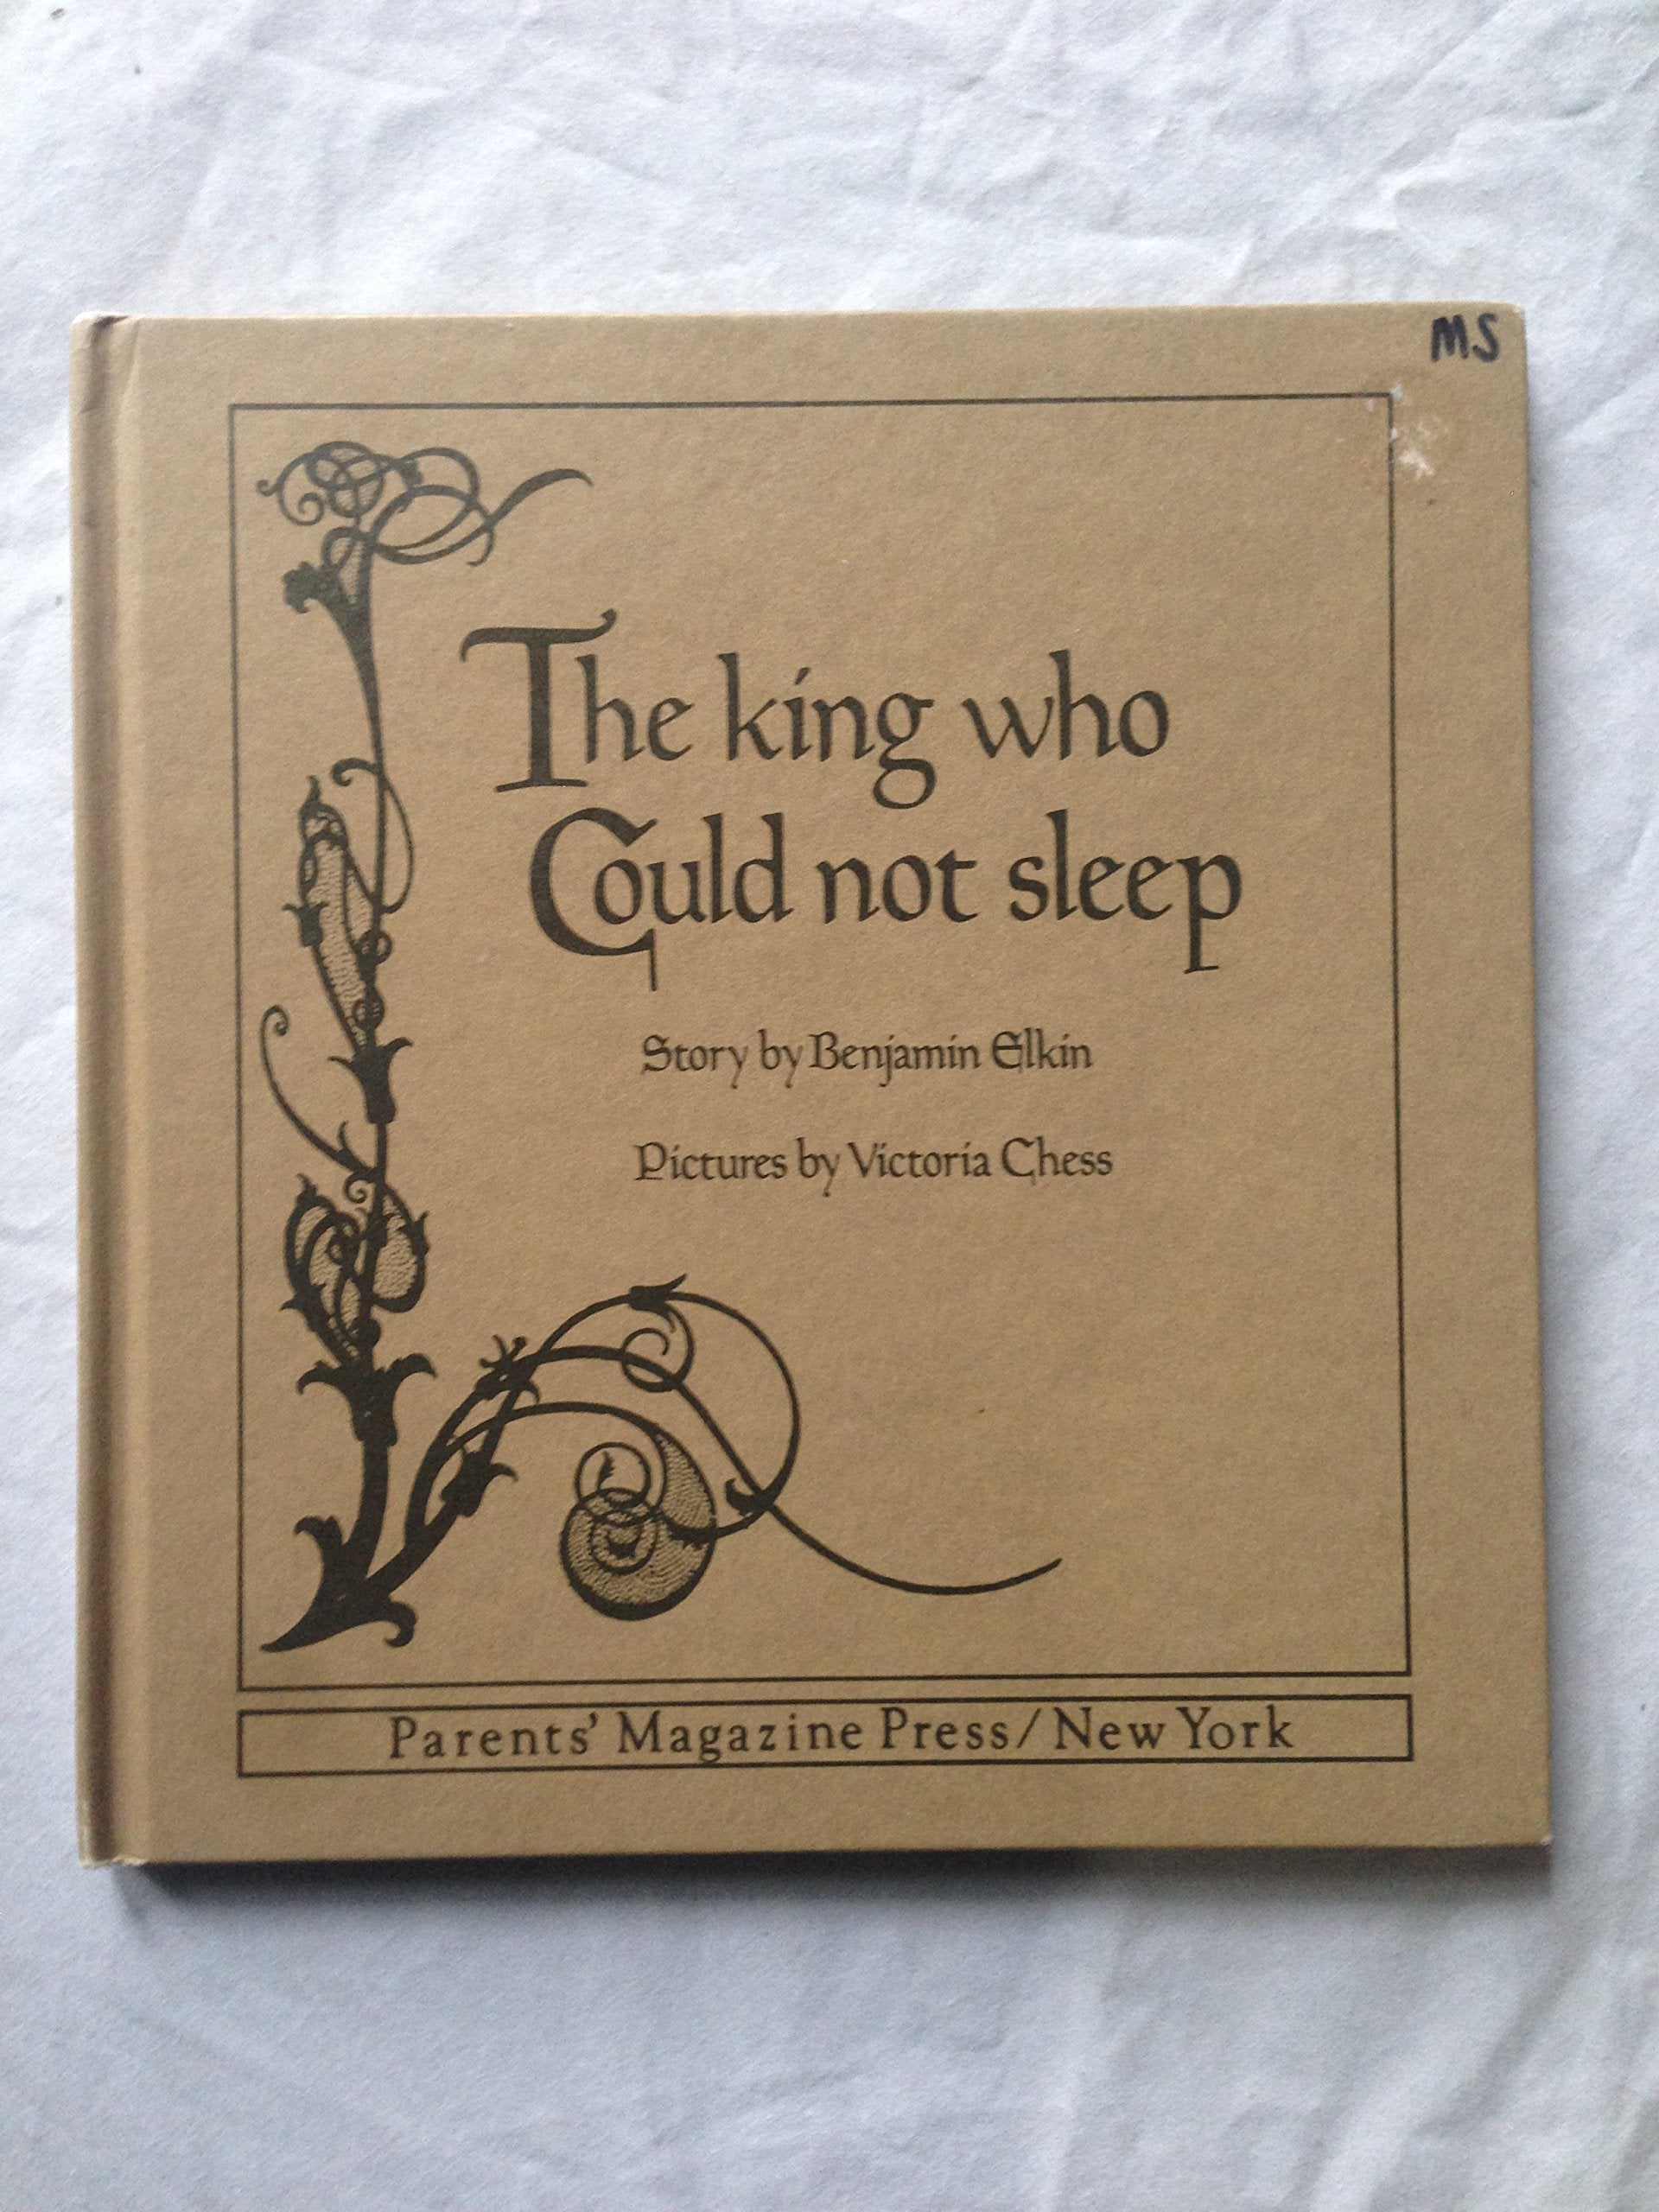 MS
The king who
Could not sleep
Story by Benjamin Elkin
Pictures by Victoria Chess
Parents' Magazine Press/New York